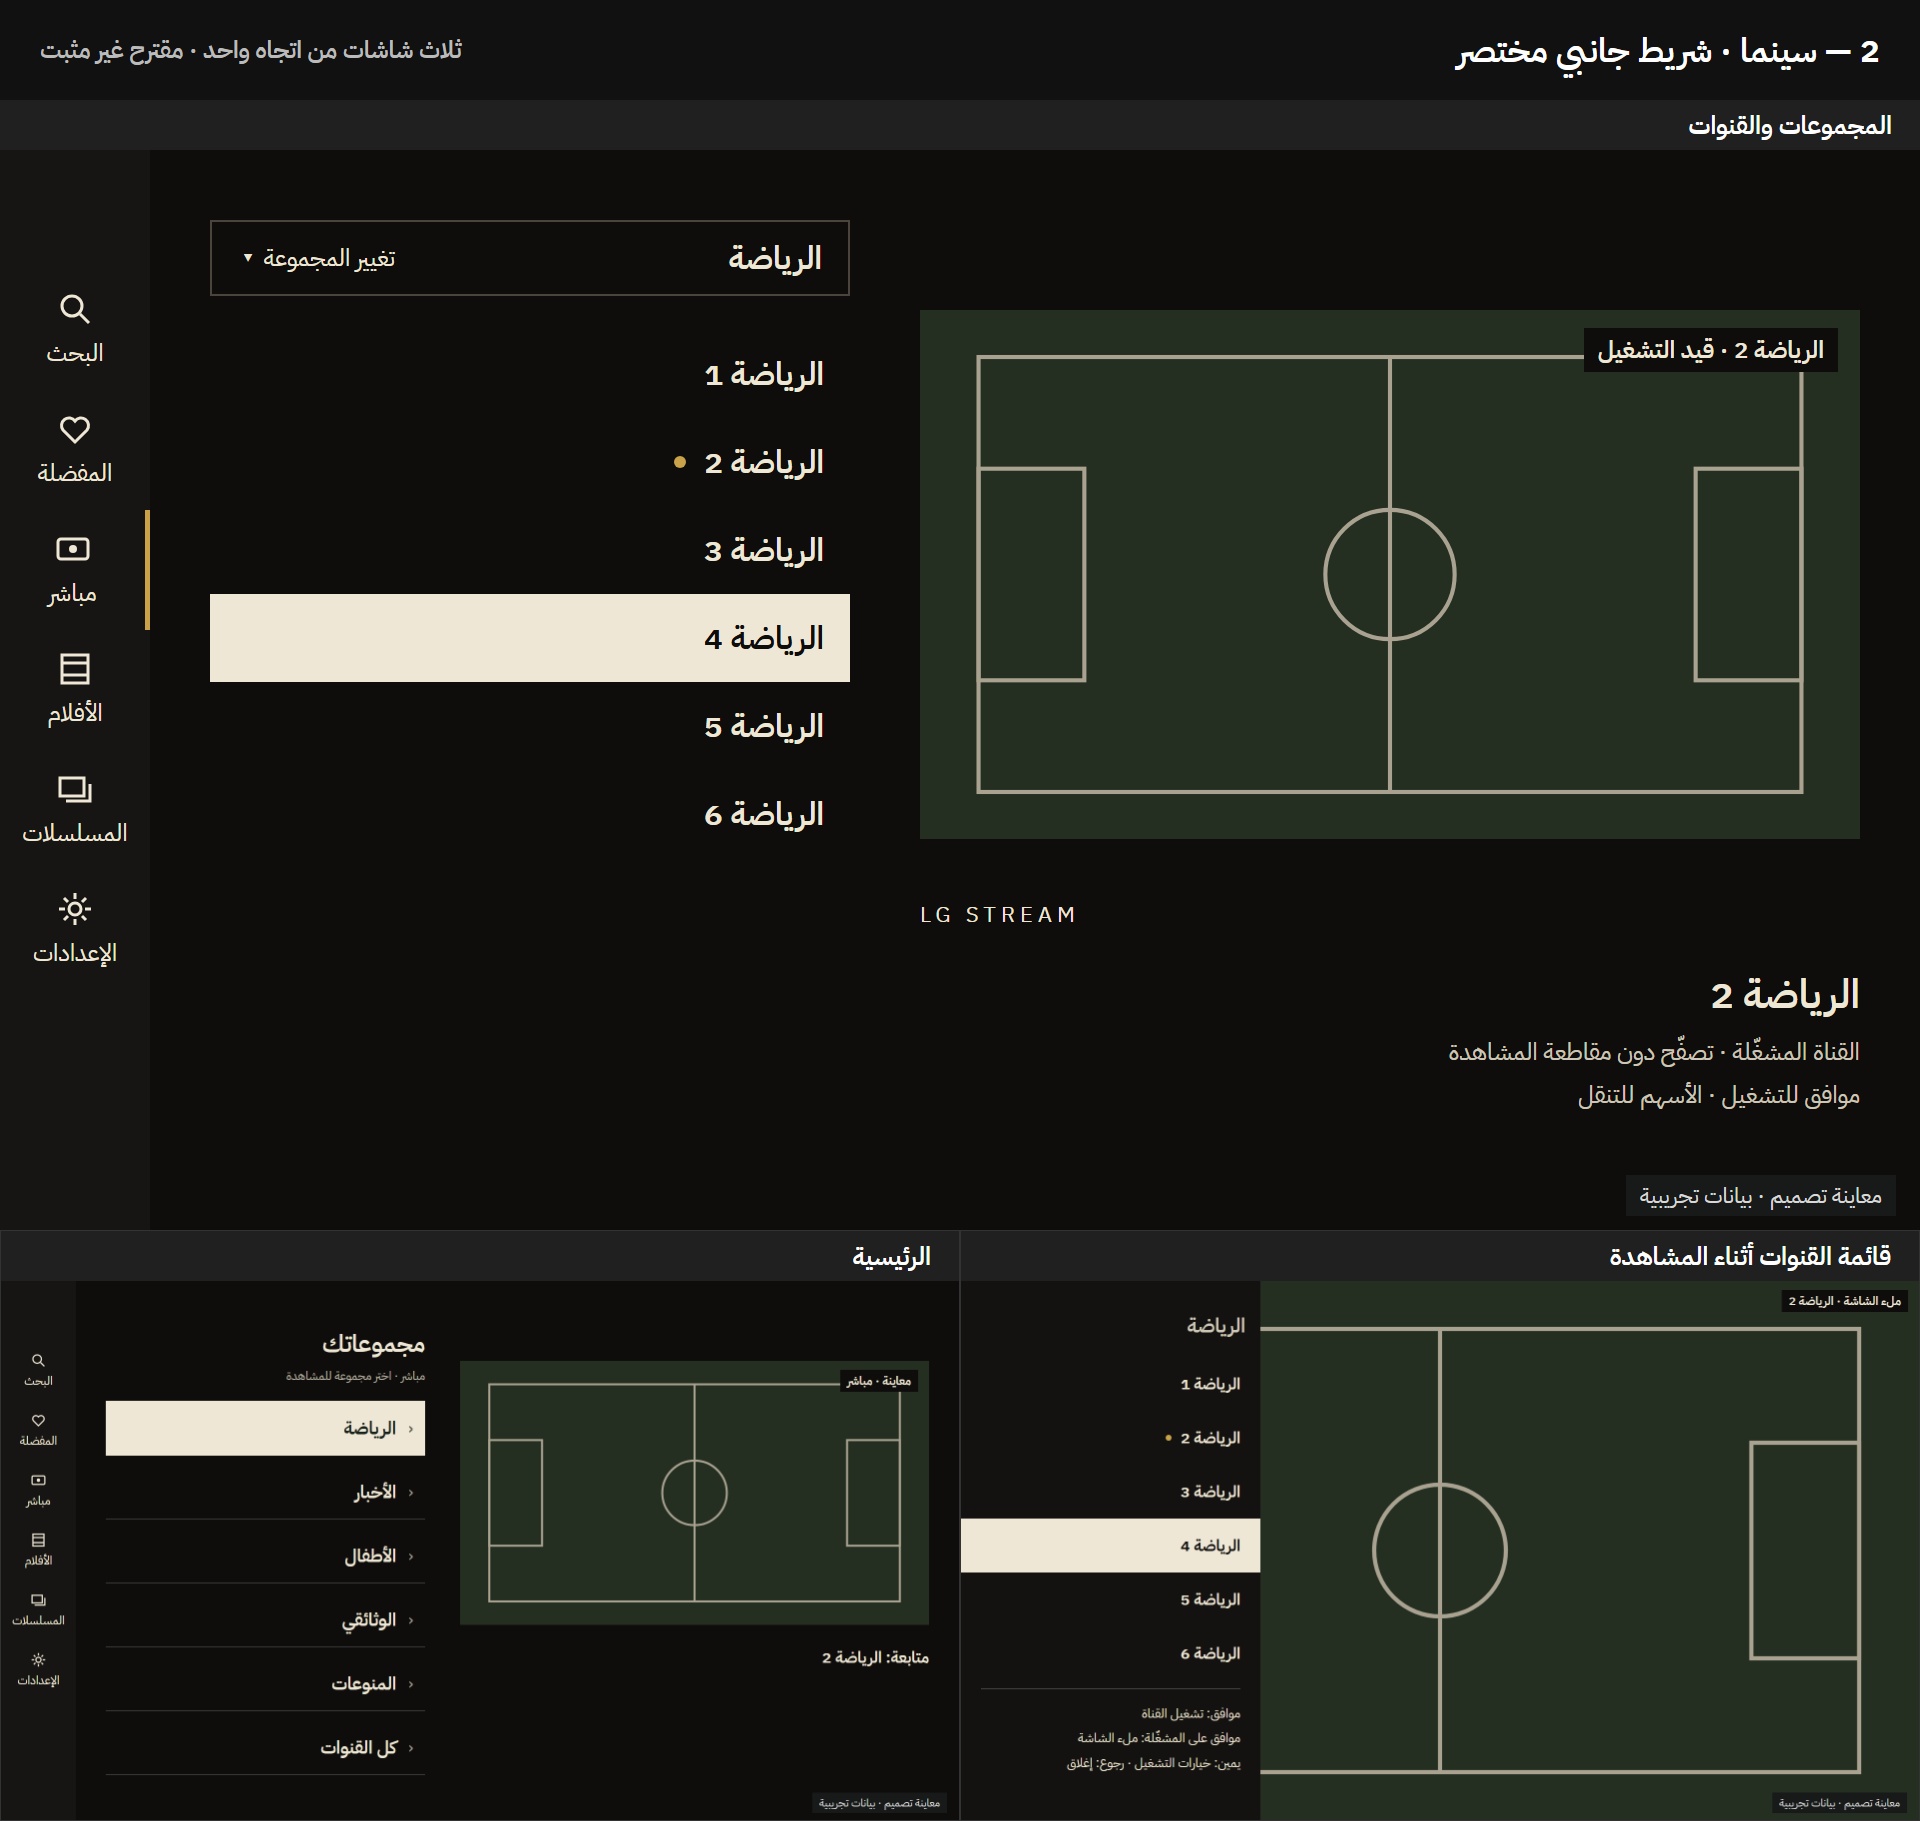 2 — سينما · شريط جانبي مختصر
ثلاث شاشات من اتجاه واحد · مقترح غير مثبت
المجموعات والقنوات
الرياضة 2 · قيد التشغيل
LG STREAM
الرياضة 2
القناة المشغّلة · تصفّح دون مقاطعة المشاهدة
موافق للتشغيل · الأسهم للتنقل
معاينة تصميم · بيانات تجريبية
الرياضة
تغيير المجموعة ▾
الرياضة 1
الرياضة 2
الرياضة 3
الرياضة 4
الرياضة 5
الرياضة 6
البحث
المفضلة
مباشر
الأفلام
المسلسلات
الإعدادات
قائمة القنوات أثناء المشاهدة
ملء الشاشة · الرياضة 2
الرياضة
الرياضة 1
الرياضة 2
الرياضة 3
الرياضة 4
الرياضة 5
الرياضة 6
موافق: تشغيل القناة
موافق على المشغّلة: ملء الشاشة
يمين: خيارات التشغيل · رجوع: إغلاق
معاينة تصميم · بيانات تجريبية
الرئيسية
معاينة · مباشر
متابعة: الرياضة 2
معاينة تصميم · بيانات تجريبية
مجموعاتك
مباشر · اختر مجموعة للمشاهدة
‹ الرياضة
‹ الأخبار
‹ الأطفال
‹ الوثائقي
‹ المنوعات
‹ كل القنوات
البحث
المفضلة
مباشر
الأفلام
المسلسلات
الإعدادات